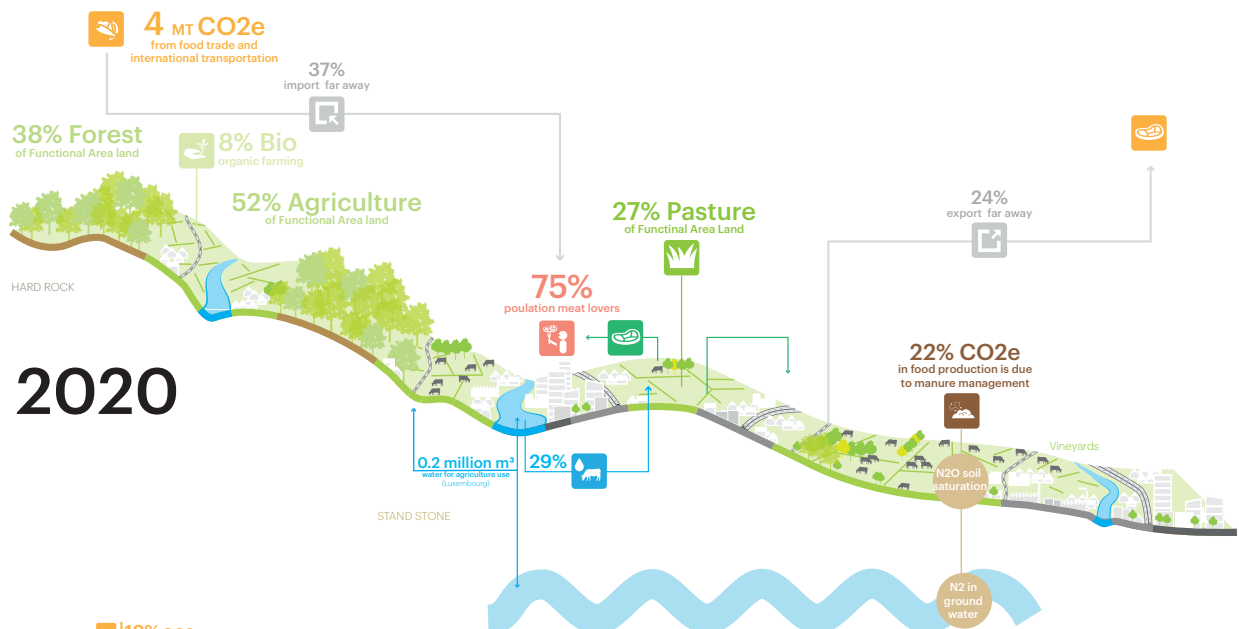 4 MT CO2e
from food trade and
international transportation
37%
import far away
38% Forest
of Functional Area land
8% Bio
organic farming
52% Agriculture
of Functional Area land
27% Pasture
of Functinal Area Land
24%
export far away
HARD ROCK
75%
poulation meat lovers
2020
22% CO2e
in food production is due
to manure management
Vineyards
0.2 million m³
water for agriculture use
(Luxembourg)
29%
N2O soil
saturation
STAND STONE
N2 in
ground
water